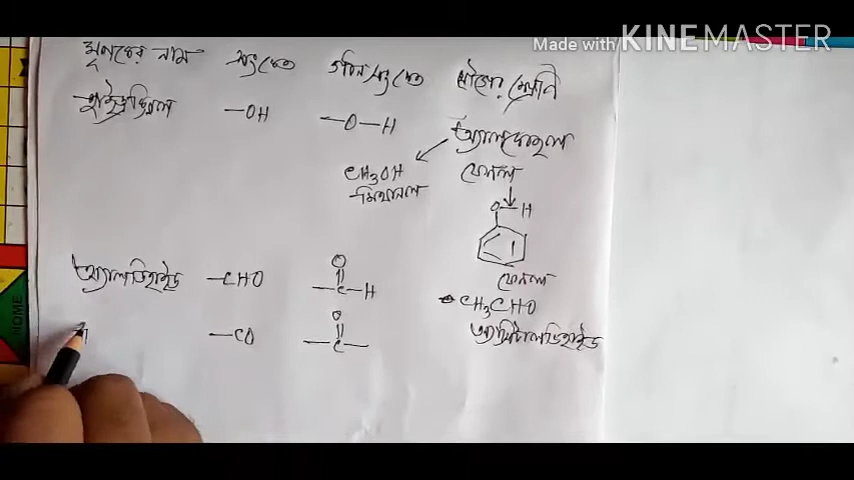 Made with KINEMASTER
মূলকের নাম সংকেত গঠন সংকেত যৌগের শ্রেণি
হাইড্রক্সিল —OH —O—H অ্যালকোহল
CH3OH ফেনল
মিথানল
O—H
ফেনল
অ্যালডিহাইড —CHO O
—C—H
CH3CHO
অ্যাসিটালডিহাইড
—CO O
—C—
HOME